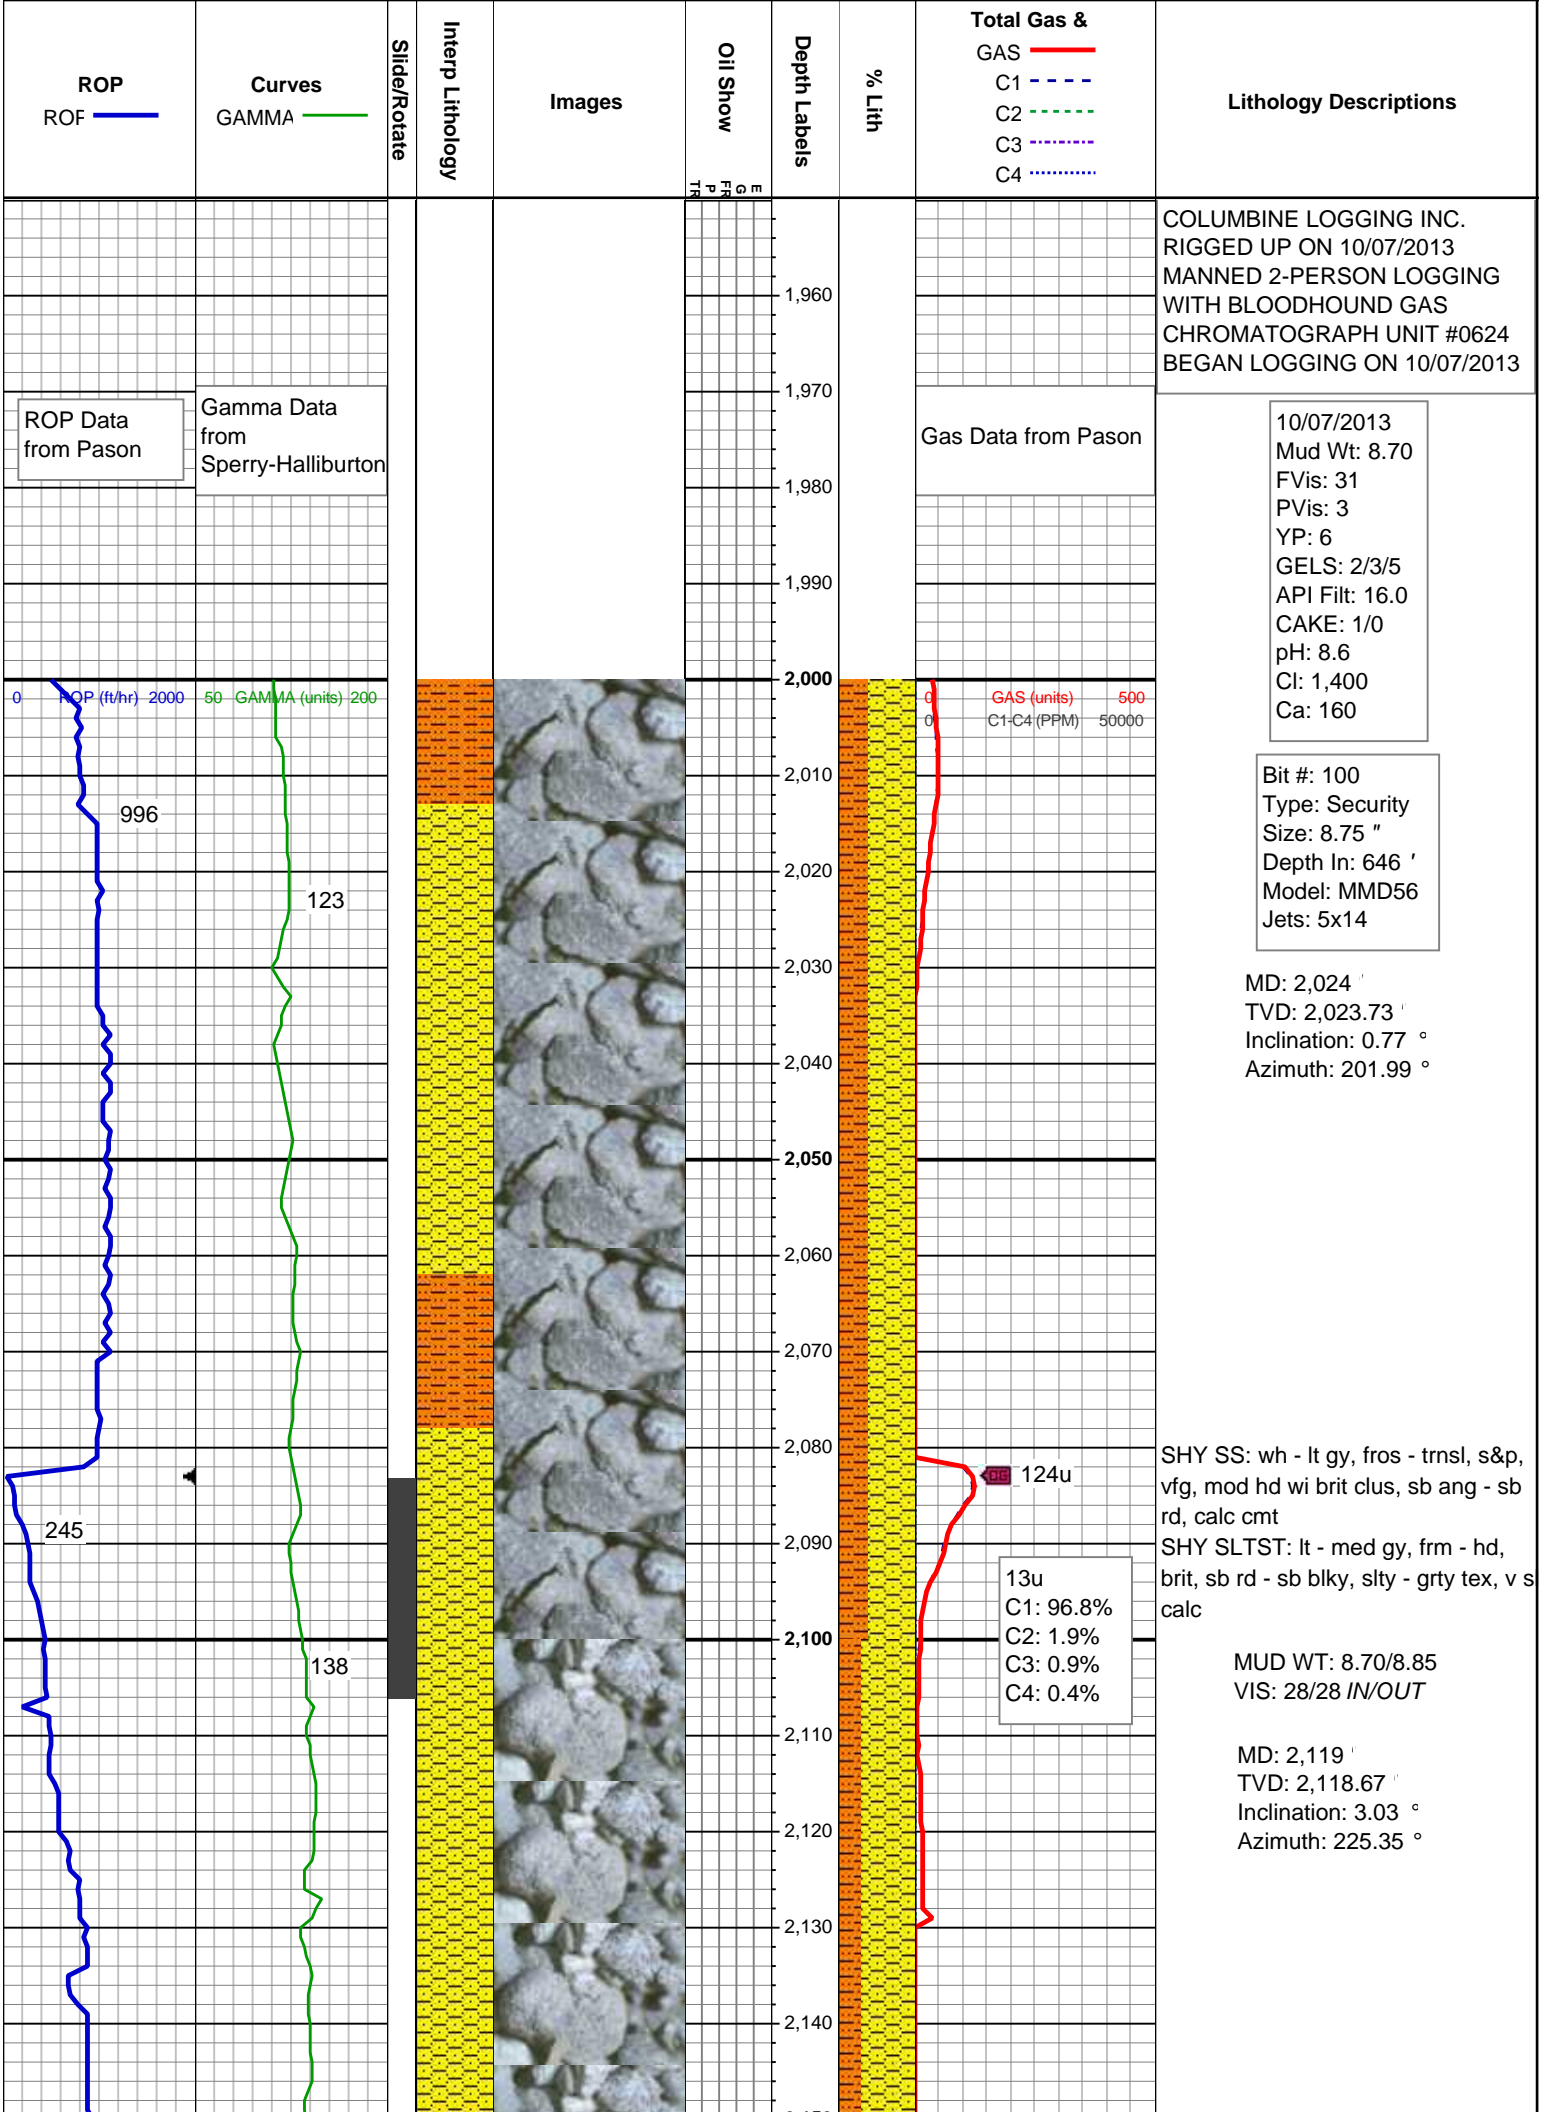 ROP
ROF
Curves
GAMMA
Slide/Rotate
Interp Lithology
Images
Oil Show
TR P FR G E
Depth Labels
% Lith
Total Gas &
GAS
C1
C2
C3
C4
Lithology Descriptions
COLUMBINE LOGGING INC.
RIGGED UP ON 10/07/2013
MANNED 2-PERSON LOGGING
WITH BLOODHOUND GAS
CHROMATOGRAPH UNIT #0624
BEGAN LOGGING ON 10/07/2013
ROP Data
from Pason
Gamma Data
from
Sperry-Halliburton
Gas Data from Pason
10/07/2013
Mud Wt: 8.70
FVis: 31
PVis: 3
YP: 6
GELS: 2/3/5
API Filt: 16.0
CAKE: 1/0
pH: 8.6
Cl: 1,400
Ca: 160
1,960
1,970
1,980
1,990
2,000
0 ROP (ft/hr) 2000
50 GAMMA (units) 200
0 GAS (units) 500
0 C1-C4 (PPM) 50000
Bit #: 100
Type: Security
Size: 8.75 "
Depth In: 646 '
Model: MMD56
Jets: 5x14
996
123
2,010
2,020
2,030
2,040
2,050
2,060
2,070
2,080
2,090
2,100
2,110
2,120
2,130
2,140
MD: 2,024 '
TVD: 2,023.73 '
Inclination: 0.77 °
Azimuth: 201.99 °
245
138
OG 124u
13u
C1: 96.8%
C2: 1.9%
C3: 0.9%
C4: 0.4%
SHY SS: wh - lt gy, fros - trnsl, s&p,
vfg, mod hd wi brit clus, sb ang - sb
rd, calc cmt
SHY SLTST: lt - med gy, frm - hd,
brit, sb rd - sb blky, slty - grty tex, v s
calc
MUD WT: 8.70/8.85
VIS: 28/28 IN/OUT
MD: 2,119 '
TVD: 2,118.67 '
Inclination: 3.03 °
Azimuth: 225.35 °